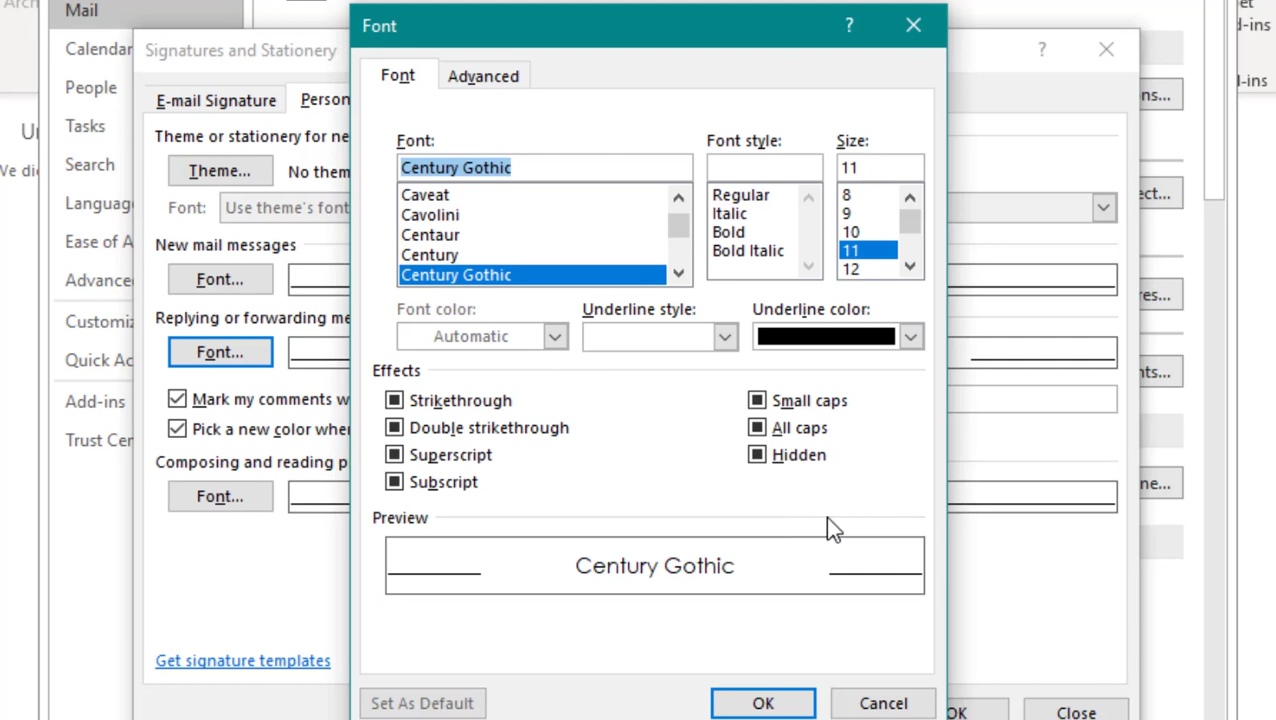 Mail
Font
?
Calendar
Signatures and Stationery
?
Font
Advanced
People
E-mail Signature
Person
Tasks
Theme or stationery for ne
Font:
Font style:
Size:
Search
Theme...
No them
Century Gothic
11
Language
Font:
Use theme's font
Caveat
Cavolini
Centaur
Century
Century Gothic
Regular
Italic
Bold
Bold Italic
8
9
10
11
12
Ease of A
New mail messages
Advance
Font...
Customiz
Replying or forwarding me
Font color:
Underline style:
Underline color:
Automatic
Quick Ac
Font...
Effects
Add-ins
Mark my comments w
Strikethrough
Small caps
Pick a new color whe
Double strikethrough
All caps
Trust Cen
Superscript
Hidden
Composing and reading p
Subscript
Font...
Preview
Century Gothic
Get signature templates
Set As Default
OK
Cancel
OK
Close